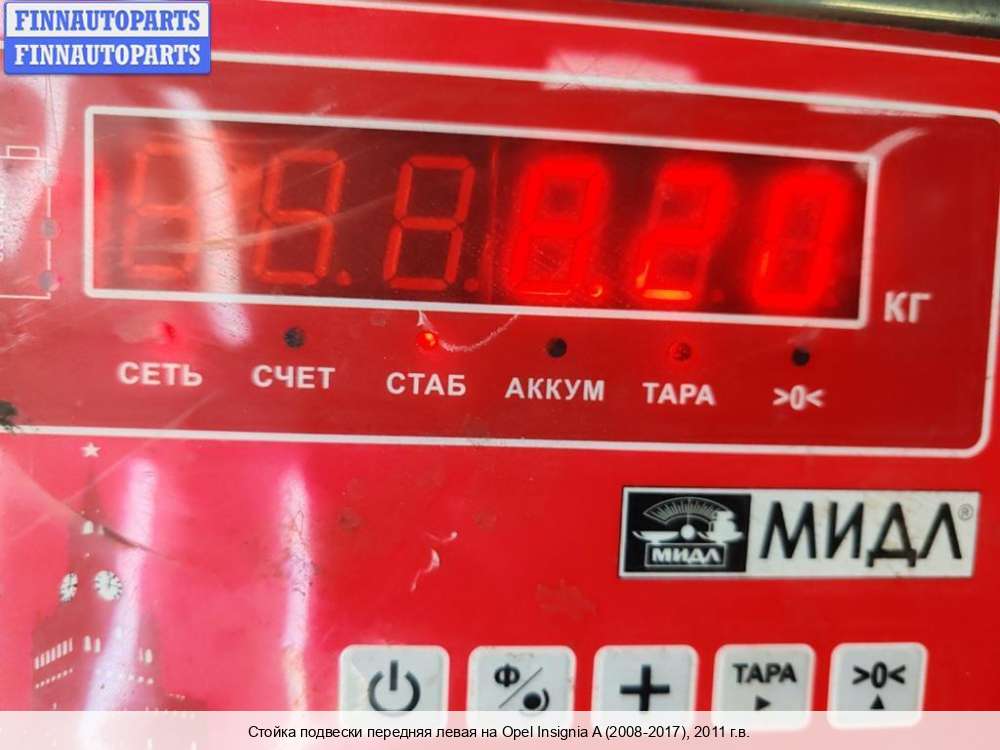 FINNAUTOPARTS
FINNAUTOPARTS
8.20
КГ
СЕТЬ СЧЕТ СТАБ АККУМ ТАРА >0<
МИДЛ МИДЛ®
Ф ТАРА >0<
Стойка подвески передняя левая на Opel Insignia A (2008-2017), 2011 г.в.